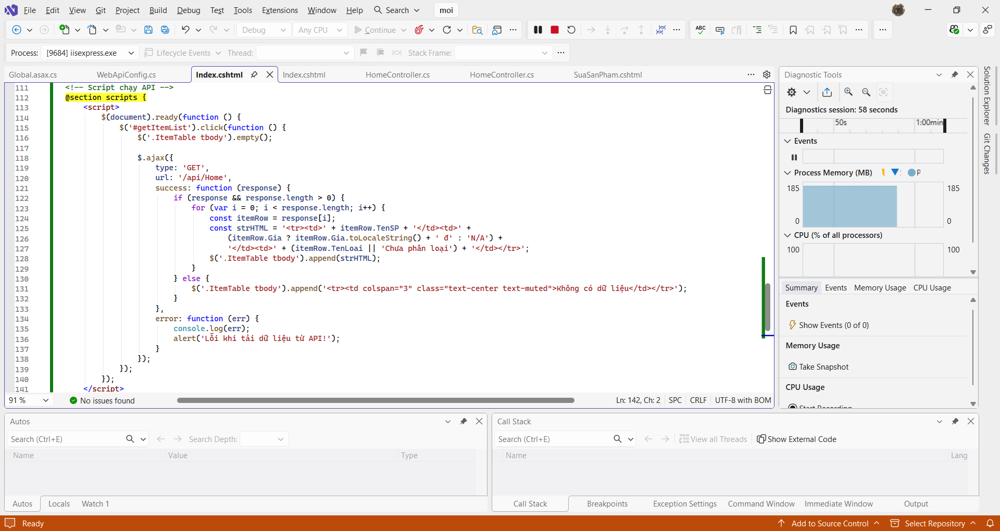 File Edit View Git Project Build Debug Test Tools Extensions Window Help Search moi
Debug Any CPU Continue ABC
Process: [9684] iisexpress.exe Lifecycle Events Thread: Stack Frame:
Global.asax.cs WebApiConfig.cs Index.cshtml Index.cshtml HomeController.cs HomeController.cs SuaSanPham.cshtml
111 <!-- Script chạy API -->
112 @section scripts {
113 <script>
114 $(document).ready(function () {
115 $('#getItemList').click(function () {
116 $('.ItemTable tbody').empty();
117
118 $.ajax({
119 type: 'GET',
120 url: '/api/Home',
121 success: function (response) {
122 if (response && response.length > 0) {
123 for (var i = 0; i < response.length; i++) {
124 const itemRow = response[i];
125 const strHTML = '<tr><td>' + itemRow.TenSP + '</td><td>' +
126 (itemRow.Gia ? itemRow.Gia.toLocaleString() + ' đ' : 'N/A') +
127 '</td><td>' + (itemRow.TenLoai || 'Chưa phân loại') + '</td></tr>';
128 $('.ItemTable tbody').append(strHTML);
129 }
130 } else {
131 $('.ItemTable tbody').append('<tr><td colspan="3" class="text-center text-muted">Không có dữ liệu</td></tr>');
132 }
133 },
134 error: function (err) {
135 console.log(err);
136 alert('Lỗi khi tải dữ liệu từ API!');
137 }
138 });
139 });
140 });
141 </script>
91 % No issues found Ln: 142, Ch: 2 SPC CRLF UTF-8 with BOM
Diagnostic Tools
Diagnostics session: 58 seconds
50s 1:00min
Events
Process Memory (MB) P
185 185
0 0
CPU (% of all processors)
100 100
Summary Events Memory Usage CPU Usage
Events
Show Events (0 of 0)
Memory Usage
Take Snapshot
CPU Usage
Start Recording
Solution Explorer
Git Changes
Autos
Search (Ctrl+E) Search Depth:
Name Value Type
Autos Locals Watch 1
Call Stack
Search (Ctrl+E) View all Threads Show External Code
Name Lang
Call Stack Breakpoints Exception Settings Command Window Immediate Window Output
Ready Add to Source Control Select Repository